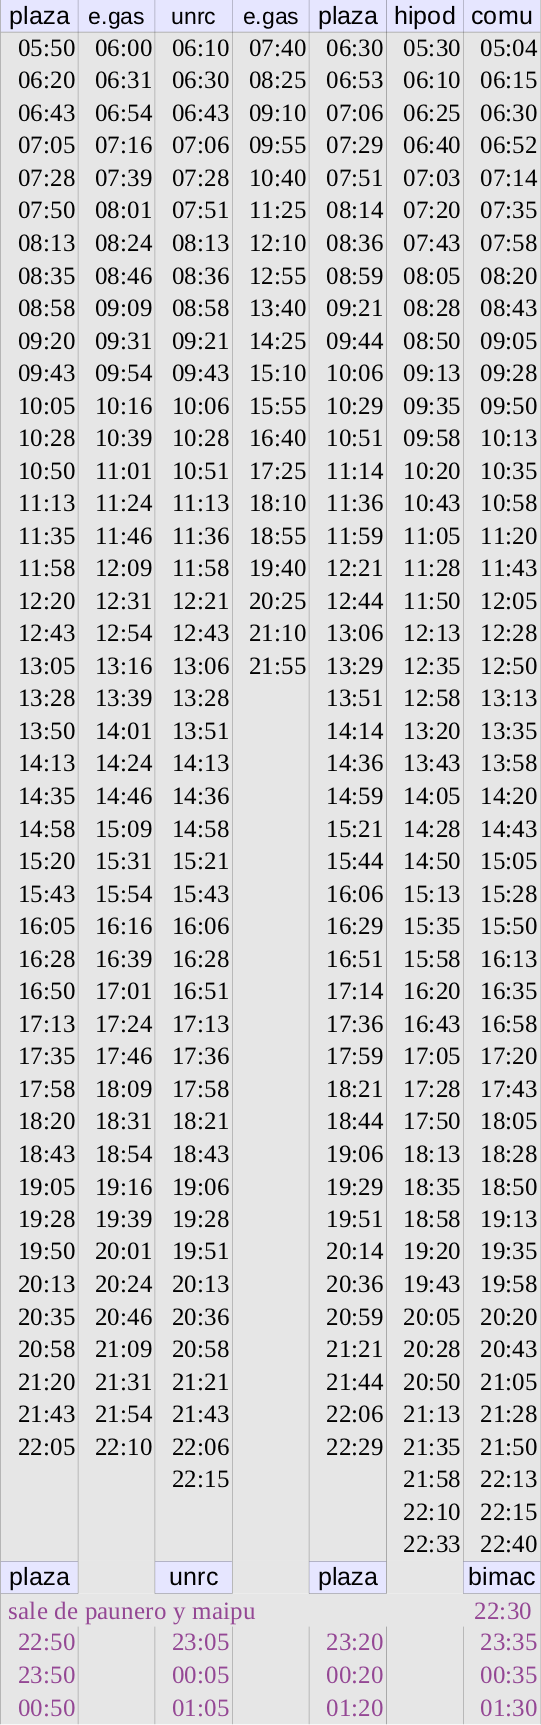 plaza e.gas unrc e.gas plaza hipod comu
05:50 06:00 06:10 07:40 06:30 05:30 05:04
06:20 06:31 06:30 08:25 06:53 06:10 06:15
06:43 06:54 06:43 09:10 07:06 06:25 06:30
07:05 07:16 07:06 09:55 07:29 06:40 06:52
07:28 07:39 07:28 10:40 07:51 07:03 07:14
07:50 08:01 07:51 11:25 08:14 07:20 07:35
08:13 08:24 08:13 12:10 08:36 07:43 07:58
08:35 08:46 08:36 12:55 08:59 08:05 08:20
08:58 09:09 08:58 13:40 09:21 08:28 08:43
09:20 09:31 09:21 14:25 09:44 08:50 09:05
09:43 09:54 09:43 15:10 10:06 09:13 09:28
10:05 10:16 10:06 15:55 10:29 09:35 09:50
10:28 10:39 10:28 16:40 10:51 09:58 10:13
10:50 11:01 10:51 17:25 11:14 10:20 10:35
11:13 11:24 11:13 18:10 11:36 10:43 10:58
11:35 11:46 11:36 18:55 11:59 11:05 11:20
11:58 12:09 11:58 19:40 12:21 11:28 11:43
12:20 12:31 12:21 20:25 12:44 11:50 12:05
12:43 12:54 12:43 21:10 13:06 12:13 12:28
13:05 13:16 13:06 21:55 13:29 12:35 12:50
13:28 13:39 13:28 13:51 12:58 13:13
13:50 14:01 13:51 14:14 13:20 13:35
14:13 14:24 14:13 14:36 13:43 13:58
14:35 14:46 14:36 14:59 14:05 14:20
14:58 15:09 14:58 15:21 14:28 14:43
15:20 15:31 15:21 15:44 14:50 15:05
15:43 15:54 15:43 16:06 15:13 15:28
16:05 16:16 16:06 16:29 15:35 15:50
16:28 16:39 16:28 16:51 15:58 16:13
16:50 17:01 16:51 17:14 16:20 16:35
17:13 17:24 17:13 17:36 16:43 16:58
17:35 17:46 17:36 17:59 17:05 17:20
17:58 18:09 17:58 18:21 17:28 17:43
18:20 18:31 18:21 18:44 17:50 18:05
18:43 18:54 18:43 19:06 18:13 18:28
19:05 19:16 19:06 19:29 18:35 18:50
19:28 19:39 19:28 19:51 18:58 19:13
19:50 20:01 19:51 20:14 19:20 19:35
20:13 20:24 20:13 20:36 19:43 19:58
20:35 20:46 20:36 20:59 20:05 20:20
20:58 21:09 20:58 21:21 20:28 20:43
21:20 21:31 21:21 21:44 20:50 21:05
21:43 21:54 21:43 22:06 21:13 21:28
22:05 22:10 22:06 22:29 21:35 21:50
22:15 21:58 22:13
22:10 22:15
22:33 22:40
plaza unrc plaza bimac
sale de paunero y maipu 22:30
22:50 23:05 23:20 23:35
23:50 00:05 00:20 00:35
00:50 01:05 01:20 01:30